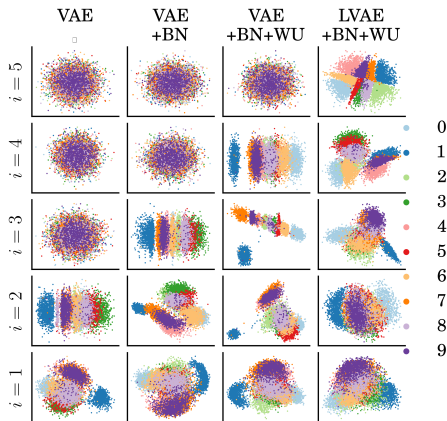 VAE VAE VAE LVAE
+BN +BN+WU +BN+WU
i = 5
i = 4
i = 3
i = 2
i = 1
0
1
2
3
4
5
6
7
8
9